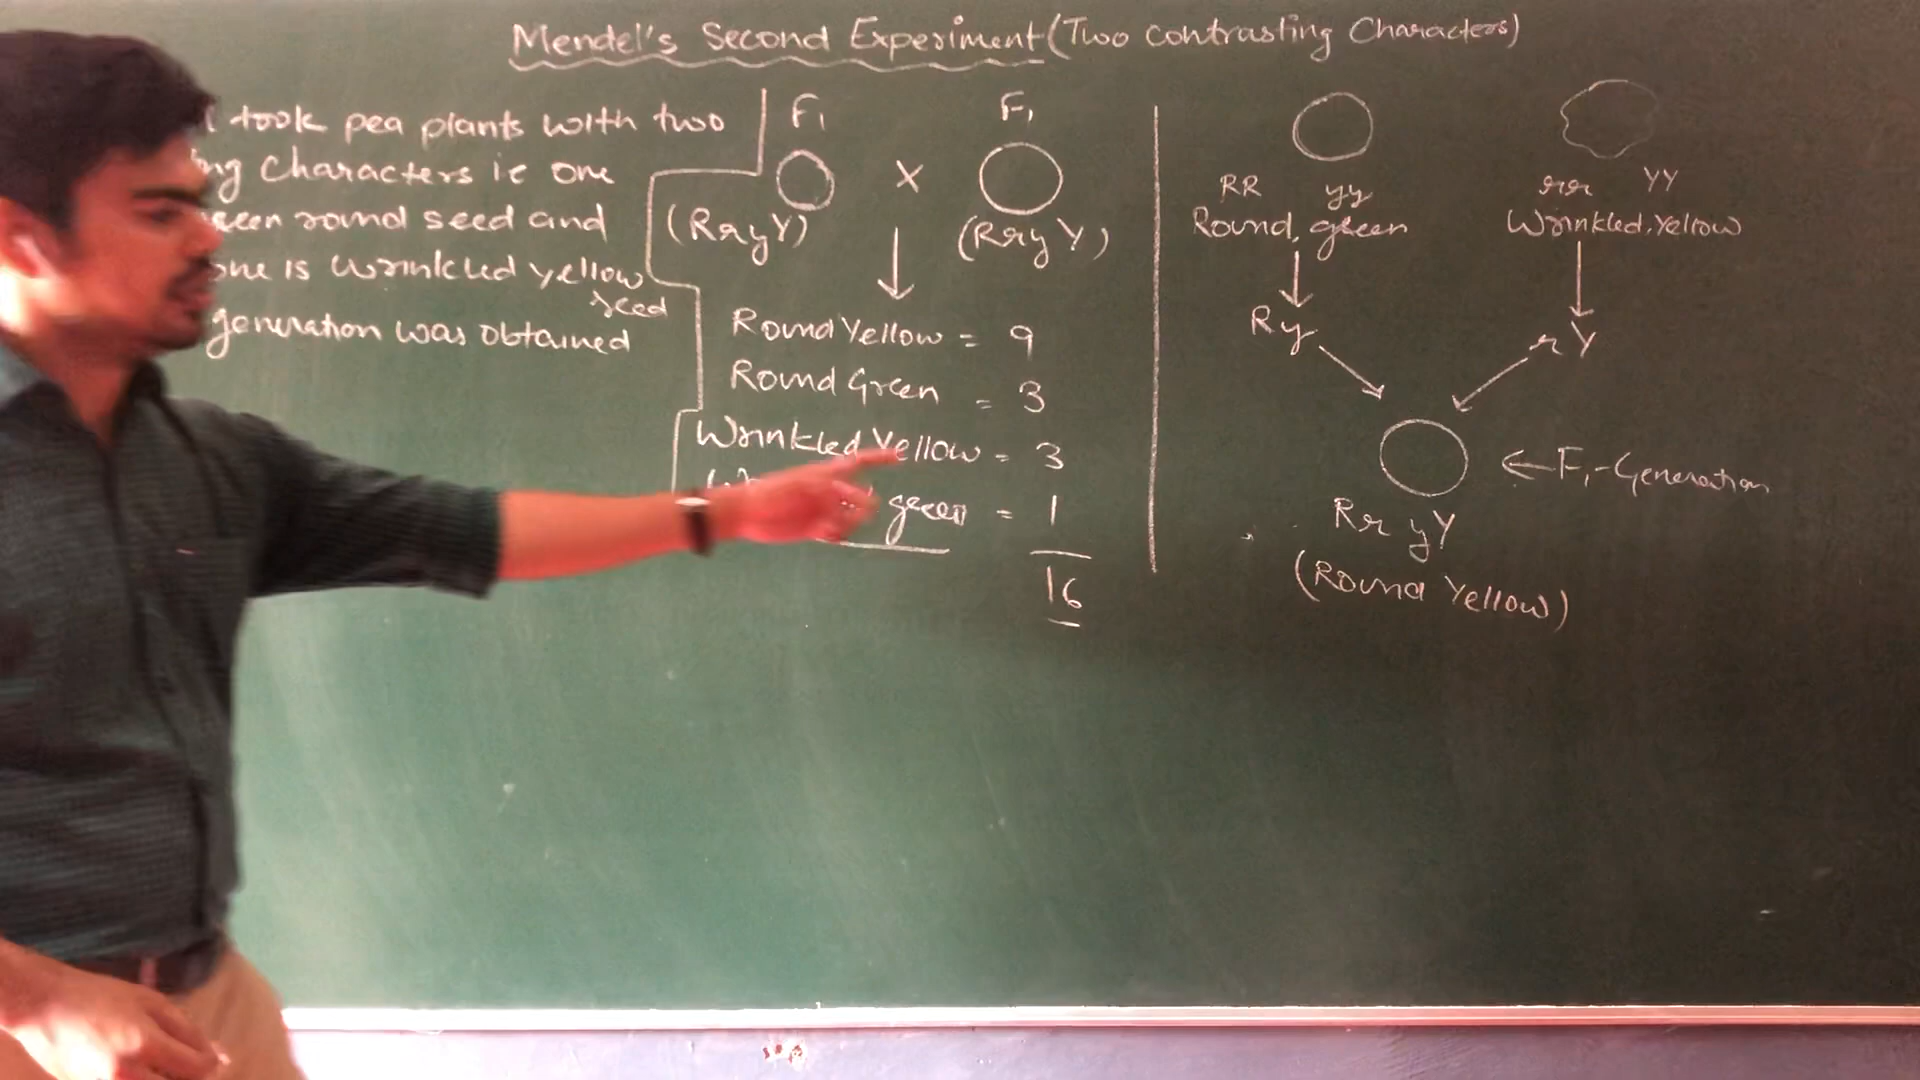 Mendel's Second Experiment (Two contrasting Characters)
took pea plants with two
Characters ie one
round seed and
is wrinkled yellow
seed
generation was obtained
F1 F1
X
(RryY) (RryY)
Round Yellow = 9
Round Green = 3
Wrinkled Yellow = 3
green = 1
16
RR yy rr YY
Round, green Wrinkled, Yellow
Ry rY
←F1-Generation
Rr yY
(Round Yellow)